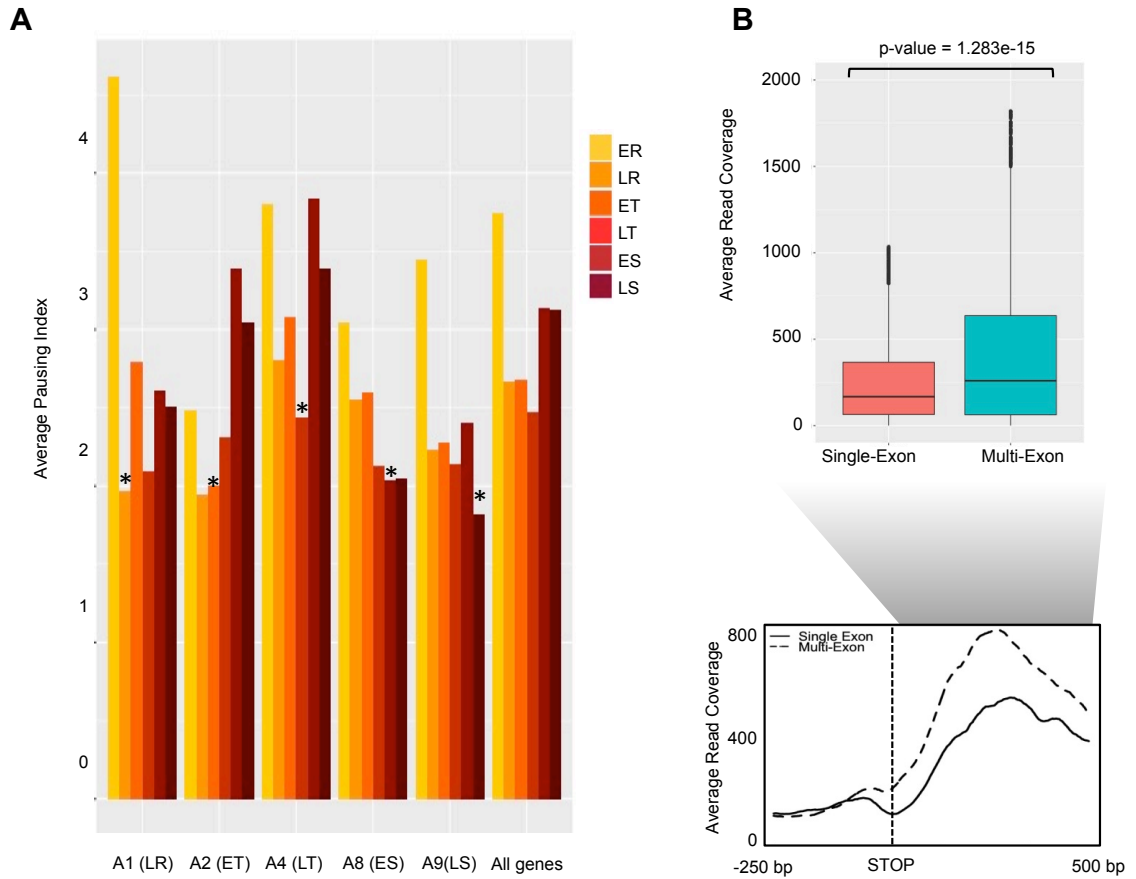 A
Average Pausing Index
4
3
2
1
0
*
*
*
*
*
A1 (LR) A2 (ET) A4 (LT) A8 (ES) A9(LS) All genes
ER
LR
ET
LT
ES
LS
B
p-value = 1.283e-15
Average Read Coverage
2000
1500
1000
500
0
Single-Exon Multi-Exon
Average Read Coverage
800
400
0
Single Exon
Multi-Exon
-250 bp STOP 500 bp